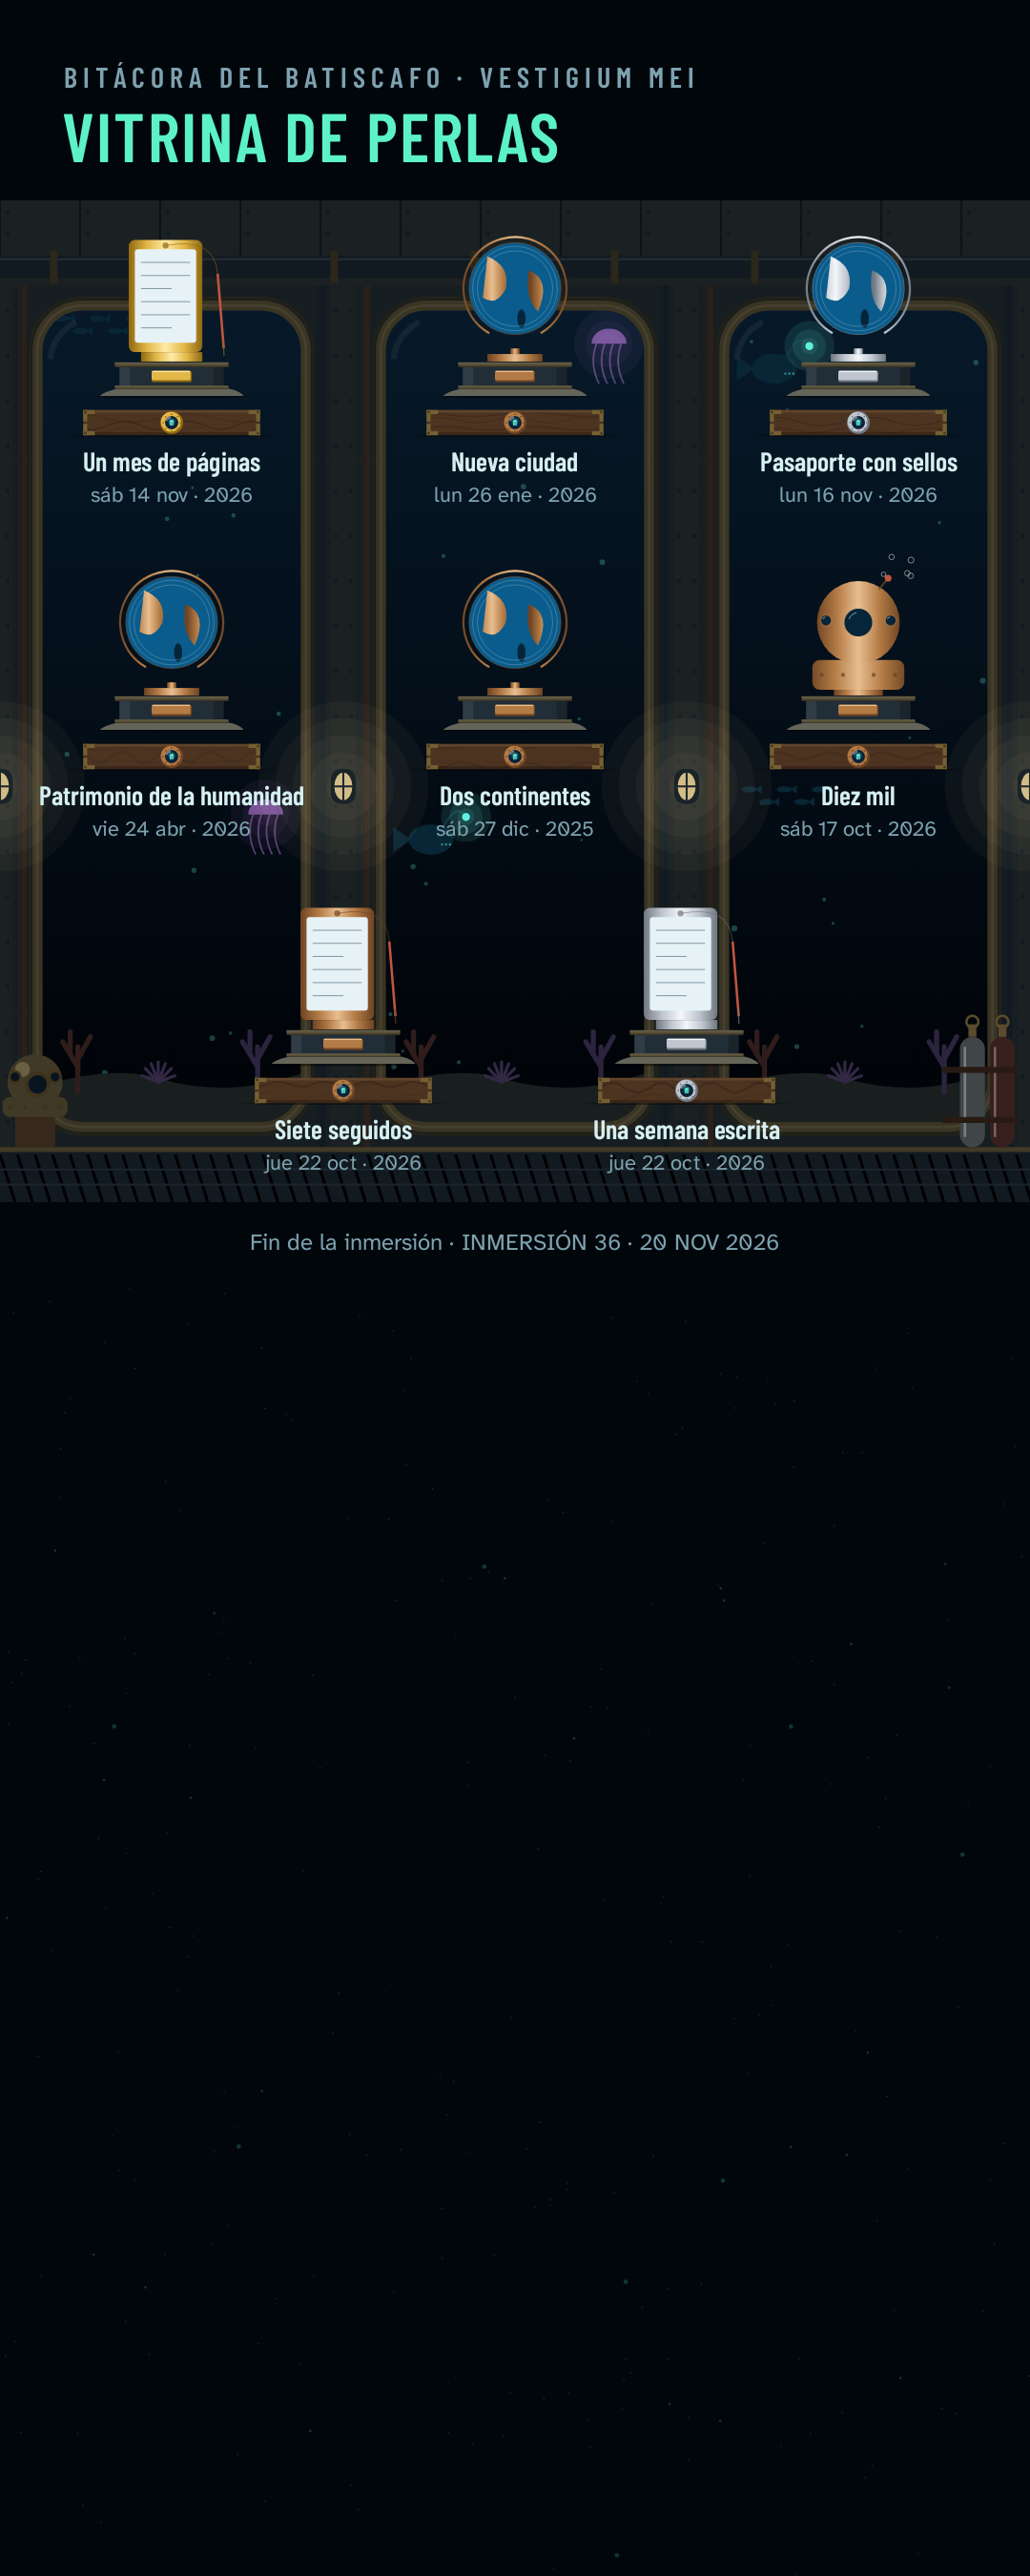 BITÁCORA DEL BATISCAFO · VESTIGIUM MEI
VITRINA DE PERLAS
Un mes de páginas
sáb 14 nov · 2026
Nueva ciudad
lun 26 ene · 2026
Pasaporte con sellos
lun 16 nov · 2026
Patrimonio de la humanidad
vie 24 abr · 2026
Dos continentes
sáb 27 dic · 2025
Diez mil
sáb 17 oct · 2026
Siete seguidos
jue 22 oct · 2026
Una semana escrita
jue 22 oct · 2026
Fin de la inmersión · INMERSIÓN 36 · 20 NOV 2026